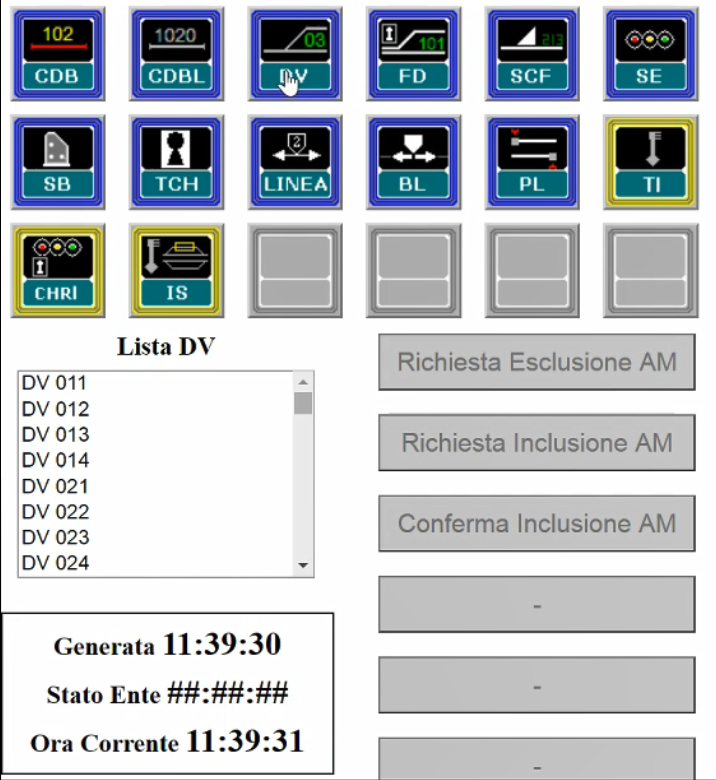 102
CDB
1020
CDBL
03
DV
101
FD
SCF
SE
SB
TCH
2
LINEA
BL
PL
TI
CHRI
IS
Lista DV
DV 011
DV 012
DV 013
DV 014
DV 021
DV 022
DV 023
DV 024
Richiesta Esclusione AM
Richiesta Inclusione AM
Conferma Inclusione AM
-
-
-
Generata 11:39:30
Stato Ente ##:##:##
Ora Corrente 11:39:31